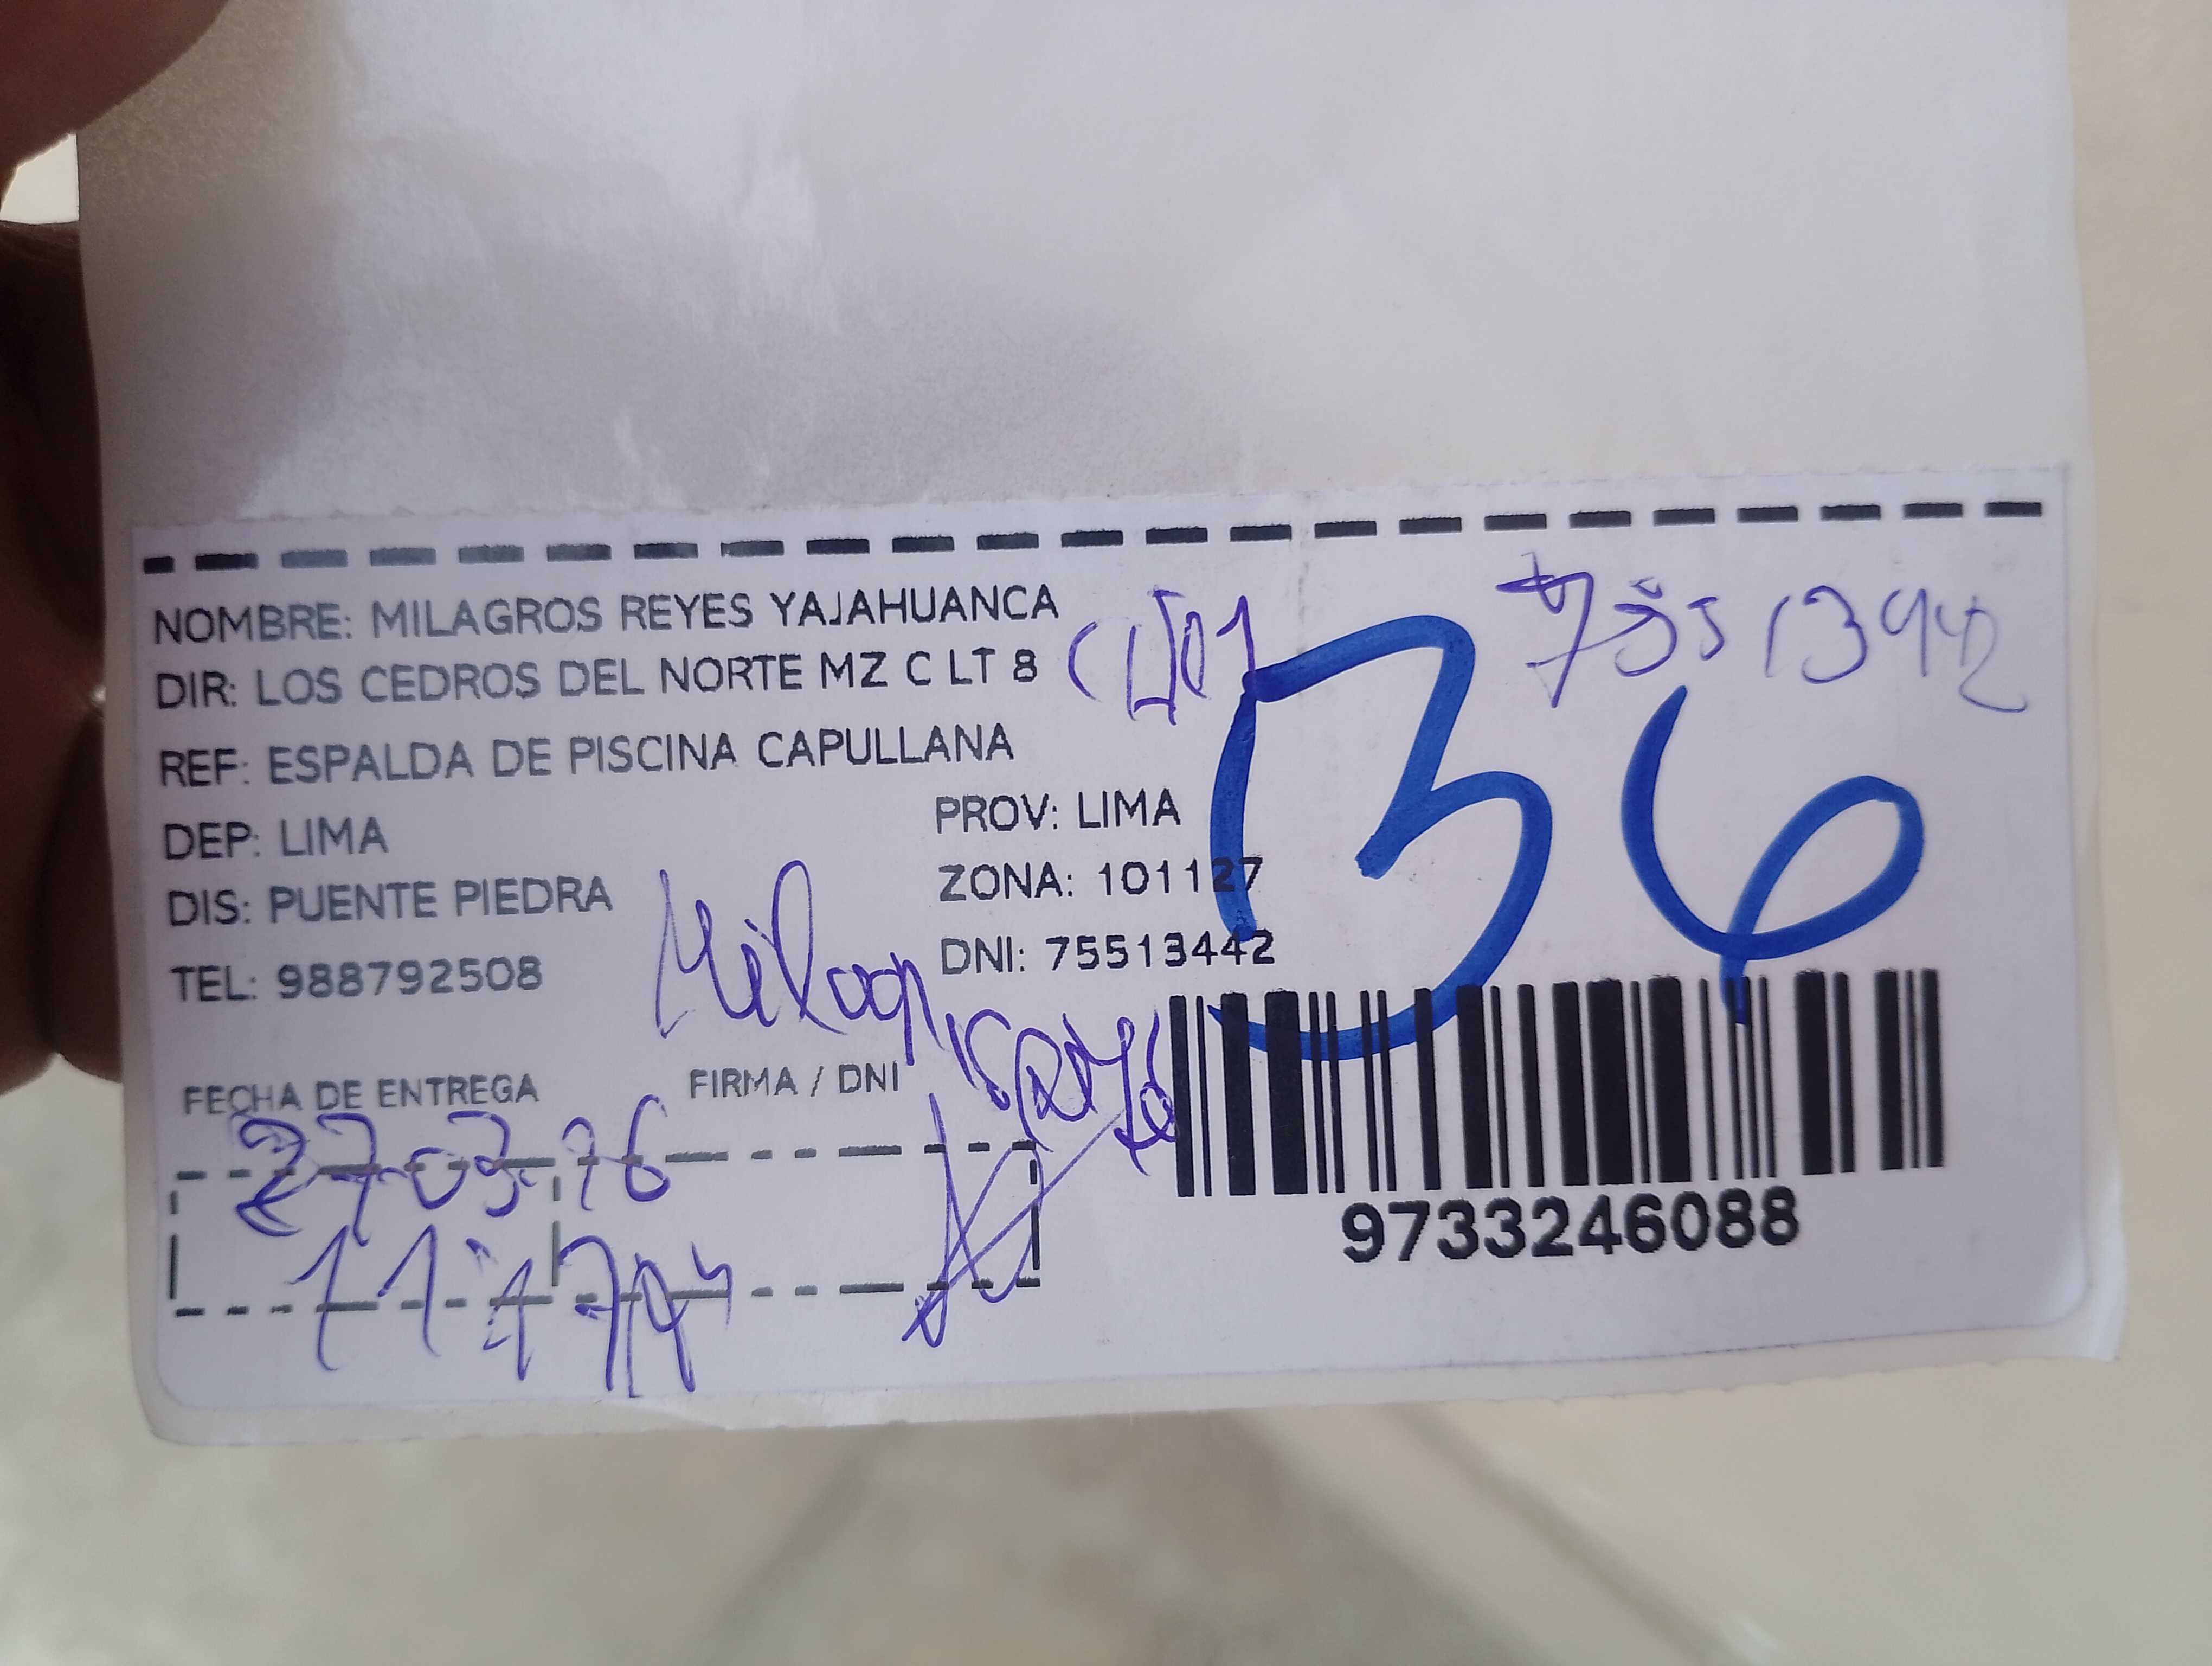 NOMBRE: MILAGROS REYES YAJAHUANCA
DIR: LOS CEDROS DEL NORTE MZ C LT 8
REF: ESPALDA DE PISCINA CAPULLANA
DEP: LIMA
PROV: LIMA
DIS: PUENTE PIEDRA
ZONA: 101127
TEL: 988792508
DNI: 75513442
36
FECHA DE ENTREGA
FIRMA / DNI
9733246088